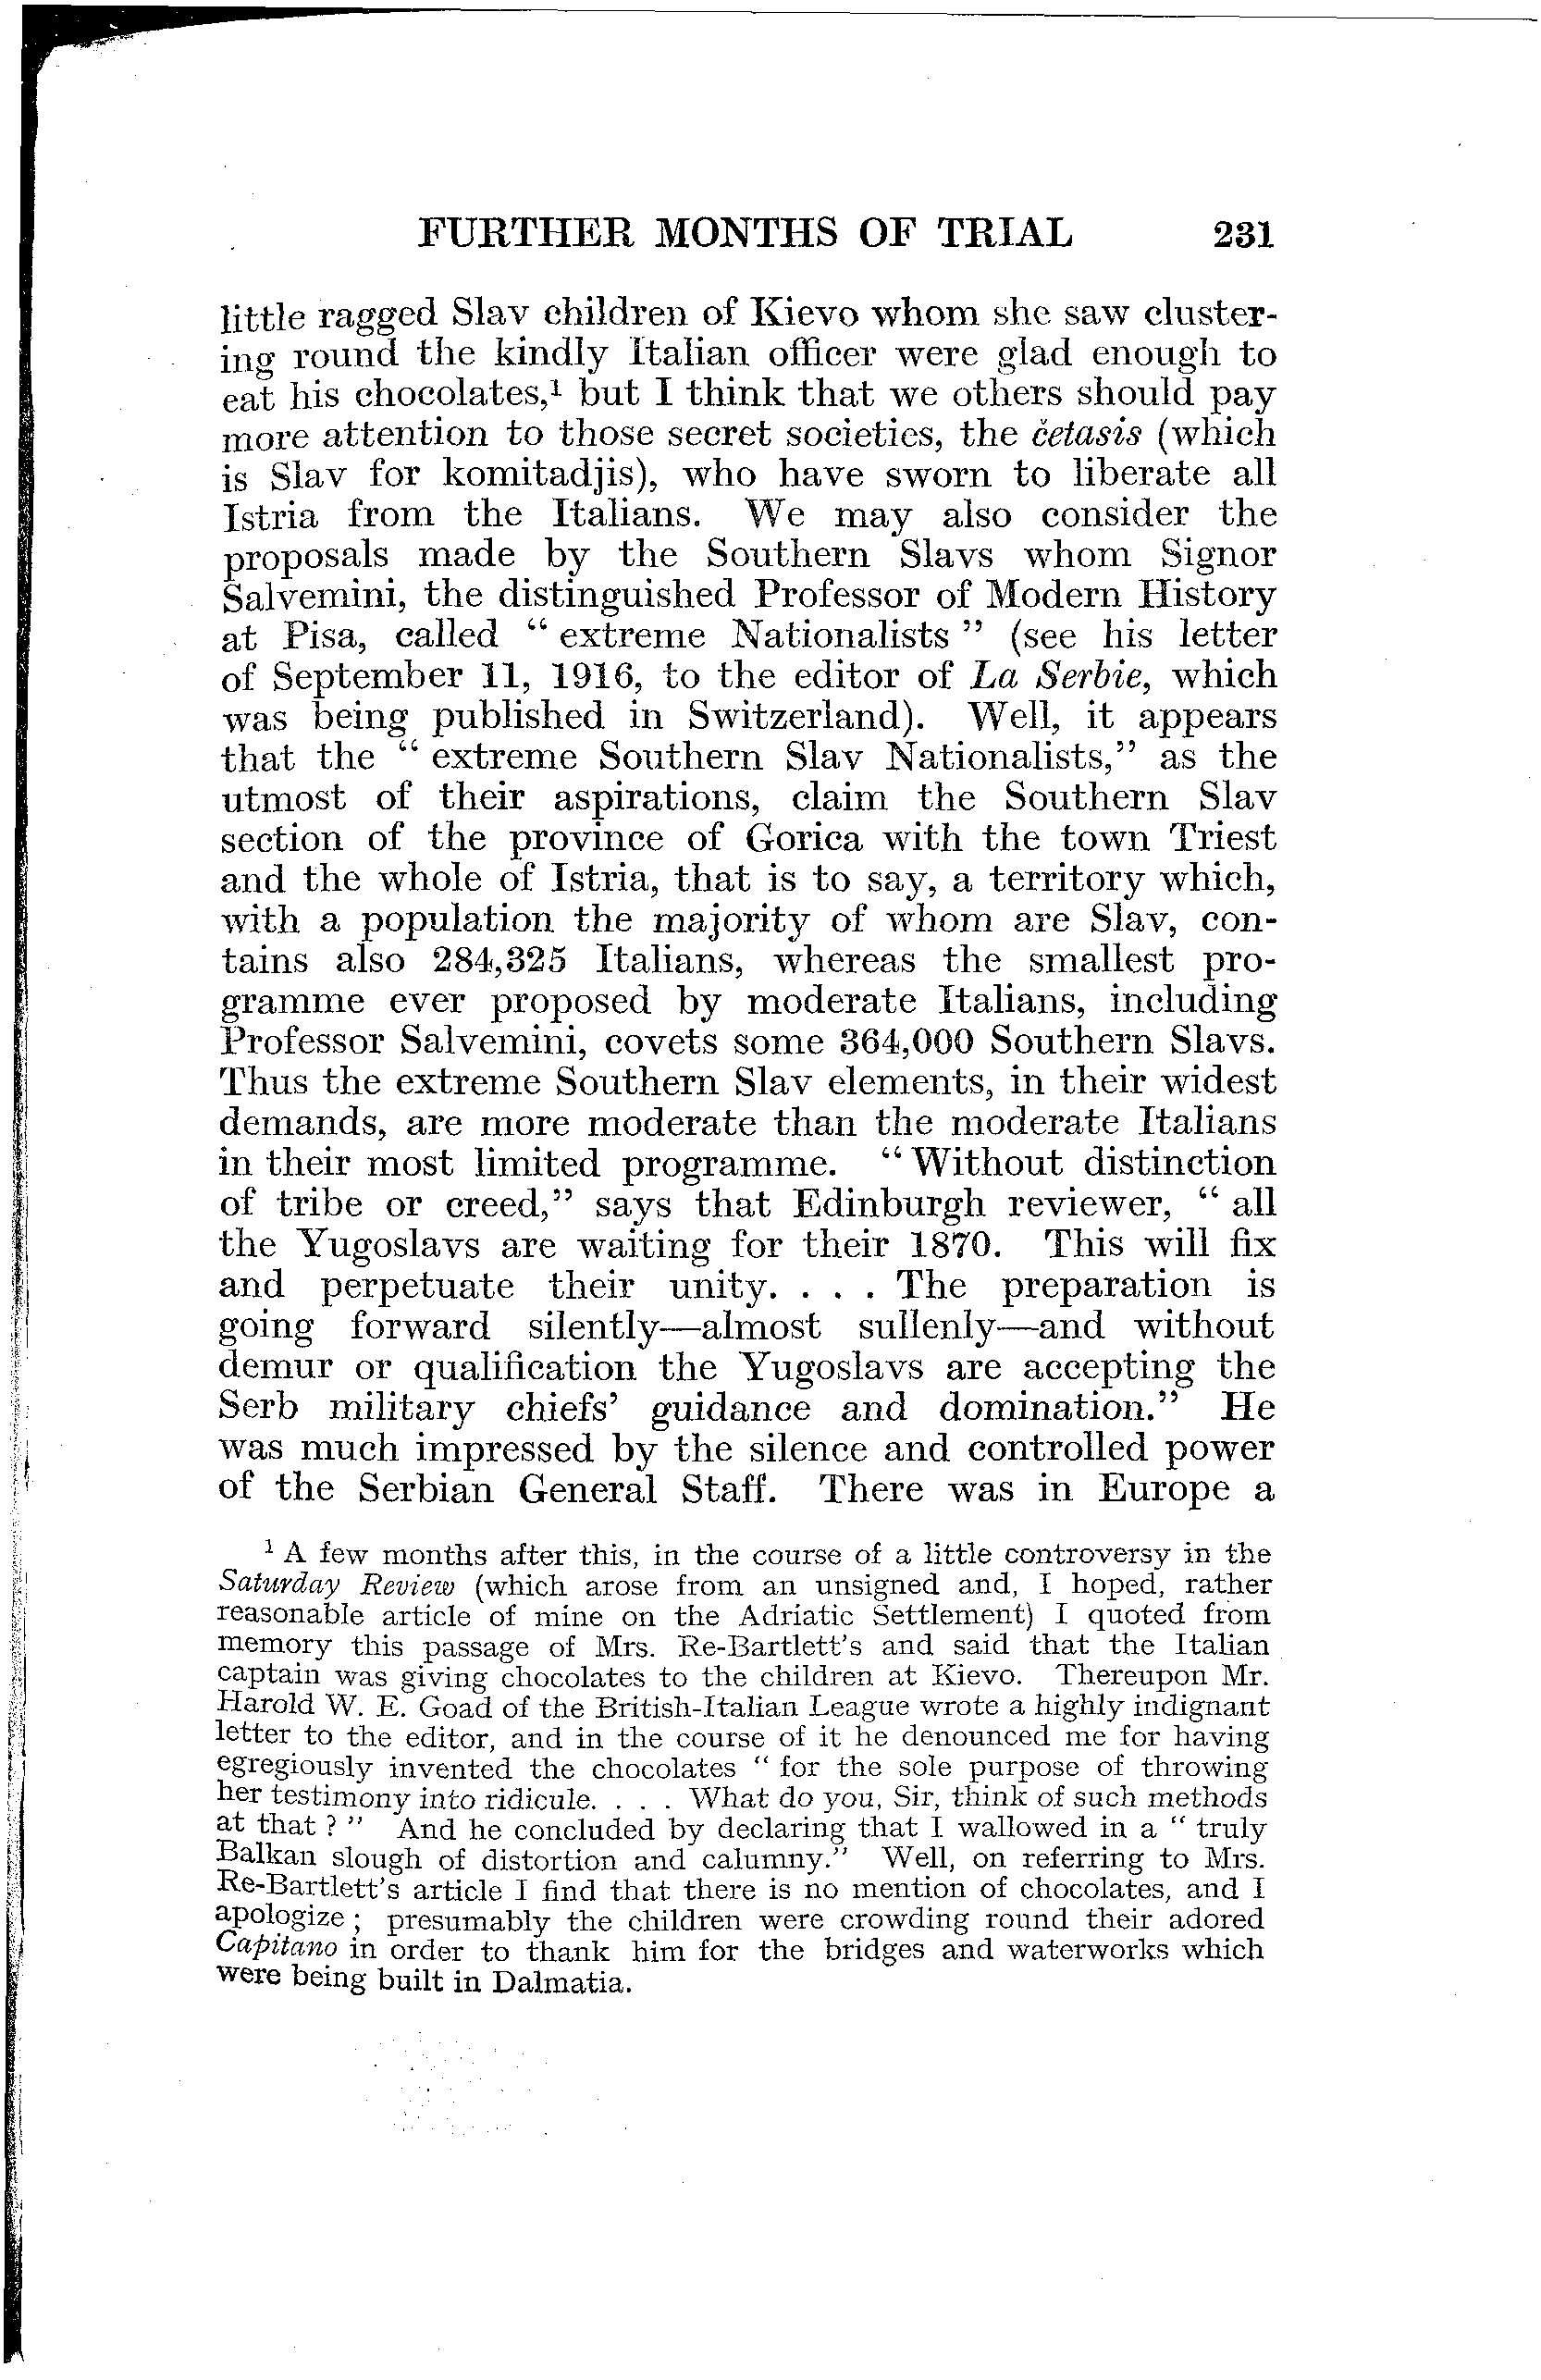 FURTHER MONTHS OF TRIAL 231
little ragged Slav children of Kievo whom she saw cluster-
ing round the kindly Italian officer were glad enough to
eat his chocolates,¹ but I think that we others should pay
more attention to those secret societies, the četasis (which
is Slav for komitadjis), who have sworn to liberate all
Istria from the Italians. We may also consider the
proposals made by the Southern Slavs whom Signor
Salvemini, the distinguished Professor of Modern History
at Pisa, called “ extreme Nationalists ” (see his letter
of September 11, 1916, to the editor of La Serbie, which
was being published in Switzerland). Well, it appears
that the “ extreme Southern Slav Nationalists,” as the
utmost of their aspirations, claim the Southern Slav
section of the province of Gorica with the town Triest
and the whole of Istria, that is to say, a territory which,
with a population the majority of whom are Slav, con-
tains also 284,325 Italians, whereas the smallest pro-
gramme ever proposed by moderate Italians, including
Professor Salvemini, covets some 364,000 Southern Slavs.
Thus the extreme Southern Slav elements, in their widest
demands, are more moderate than the moderate Italians
in their most limited programme. “ Without distinction
of tribe or creed,” says that Edinburgh reviewer, “ all
the Yugoslavs are waiting for their 1870. This will fix
and perpetuate their unity. . . . The preparation is
going forward silently—almost sullenly—and without
demur or qualification the Yugoslavs are accepting the
Serb military chiefs’ guidance and domination.” He
was much impressed by the silence and controlled power
of the Serbian General Staff. There was in Europe a
¹ A few months after this, in the course of a little controversy in the
Saturday Review (which arose from an unsigned and, I hoped, rather
reasonable article of mine on the Adriatic Settlement) I quoted from
memory this passage of Mrs. Re-Bartlett’s and said that the Italian
captain was giving chocolates to the children at Kievo. Thereupon Mr.
Harold W. E. Goad of the British-Italian League wrote a highly indignant
letter to the editor, and in the course of it he denounced me for having
egregiously invented the chocolates “ for the sole purpose of throwing
her testimony into ridicule. . . . What do you, Sir, think of such methods
at that ? ” And he concluded by declaring that I wallowed in a “ truly
Balkan slough of distortion and calumny.” Well, on referring to Mrs.
Re-Bartlett’s article I find that there is no mention of chocolates, and I
apologize ; presumably the children were crowding round their adored
Capitano in order to thank him for the bridges and waterworks which
were being built in Dalmatia.